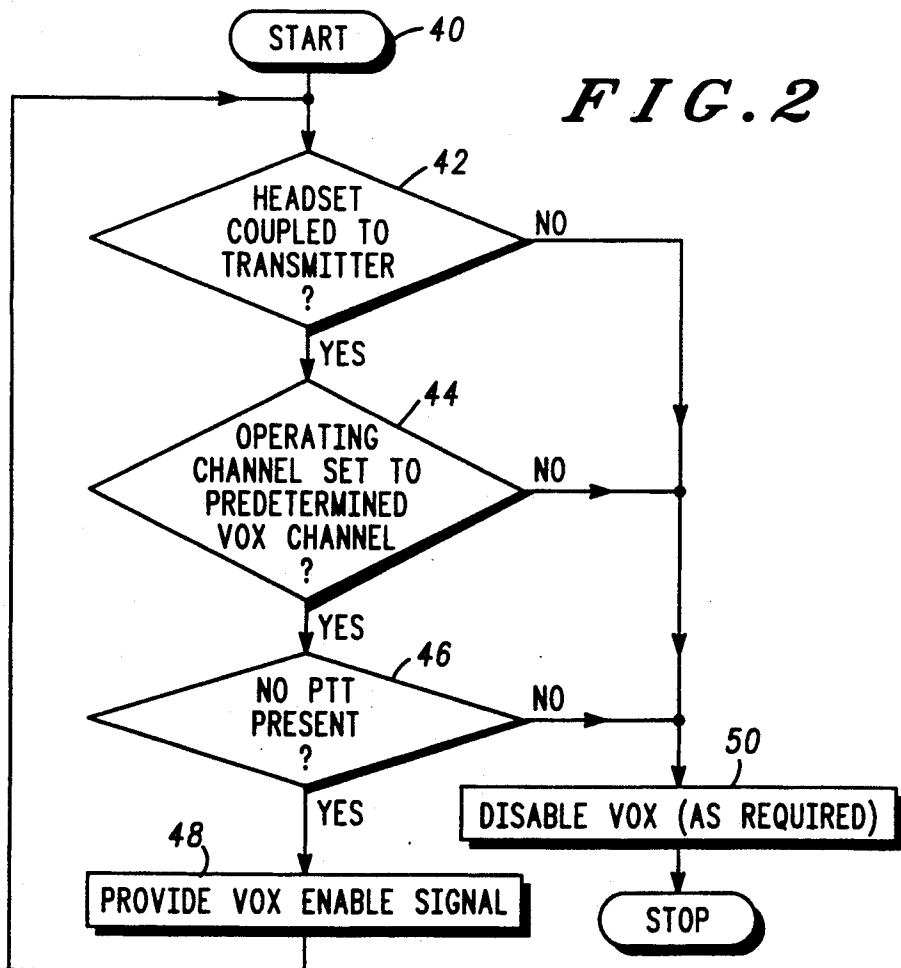 START
40
FIG.2
42
HEADSET
COUPLED TO
TRANSMITTER
?
NO
YES
44
OPERATING
CHANNEL SET TO
PREDETERMINED
VOX CHANNEL
?
NO
YES
46
NO PTT
PRESENT
?
NO
YES
50
DISABLE VOX (AS REQUIRED)
48
PROVIDE VOX ENABLE SIGNAL
STOP